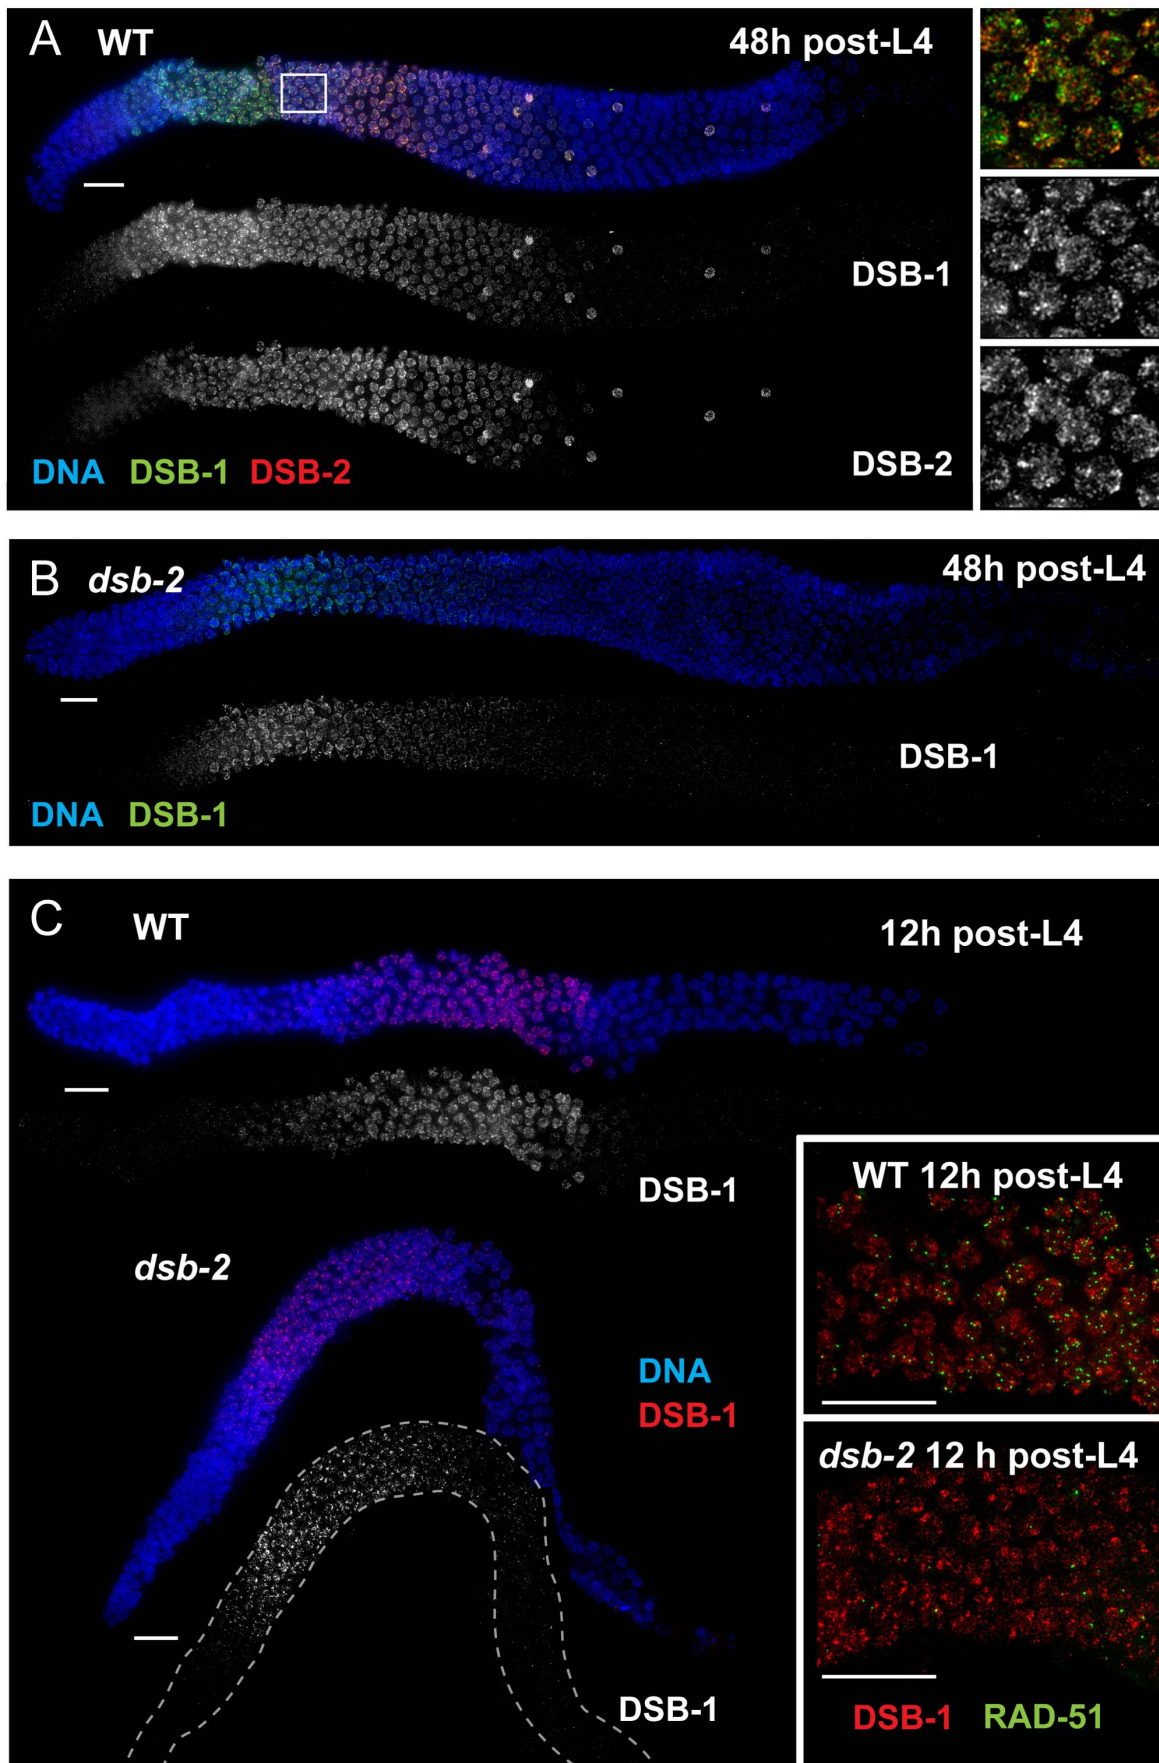 A WT 48h post-L4
DSB-1
DSB-2
DNA DSB-1 DSB-2
B dsb-2 48h post-L4
DSB-1
DNA DSB-1
C WT 12h post-L4
DSB-1
WT 12h post-L4
dsb-2
DNA
DSB-1
dsb-2 12 h post-L4
DSB-1
DSB-1 RAD-51